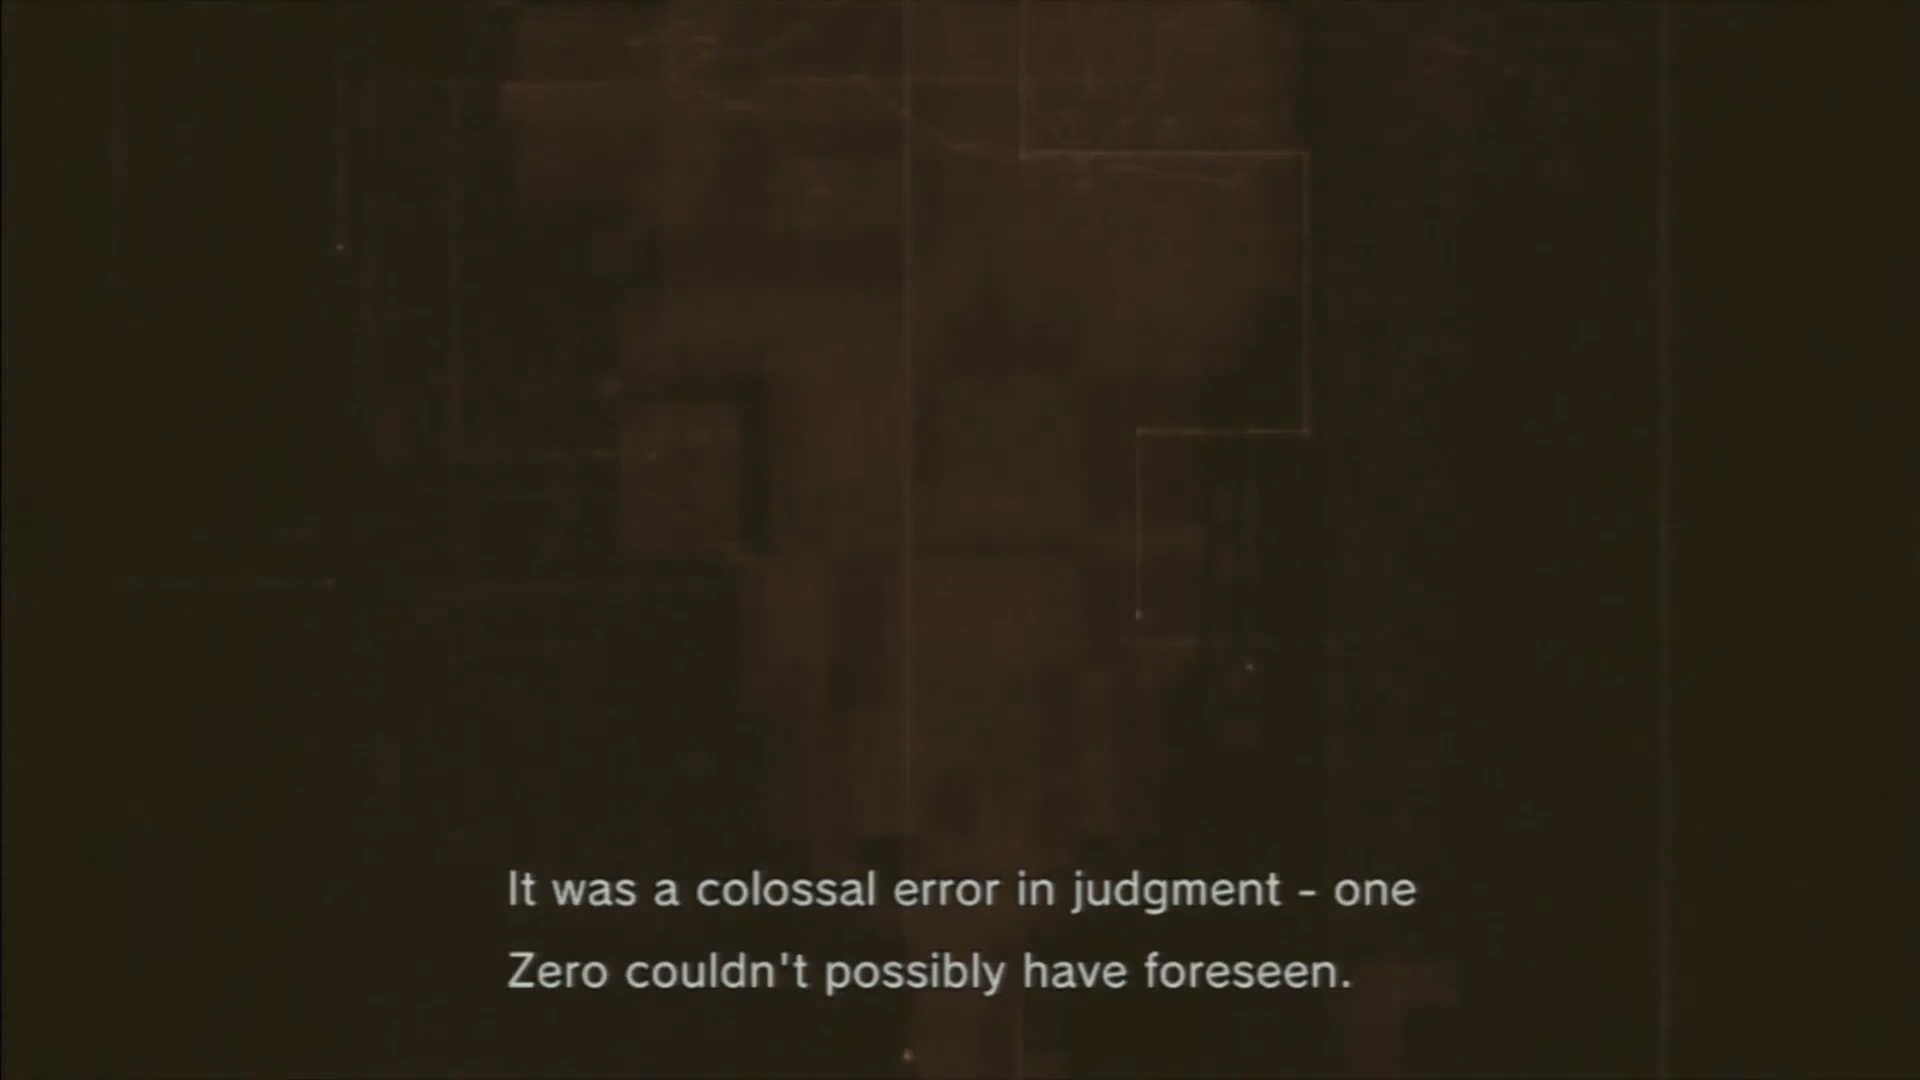 It was a colossal error in judgment - one
Zero couldn't possibly have foreseen.